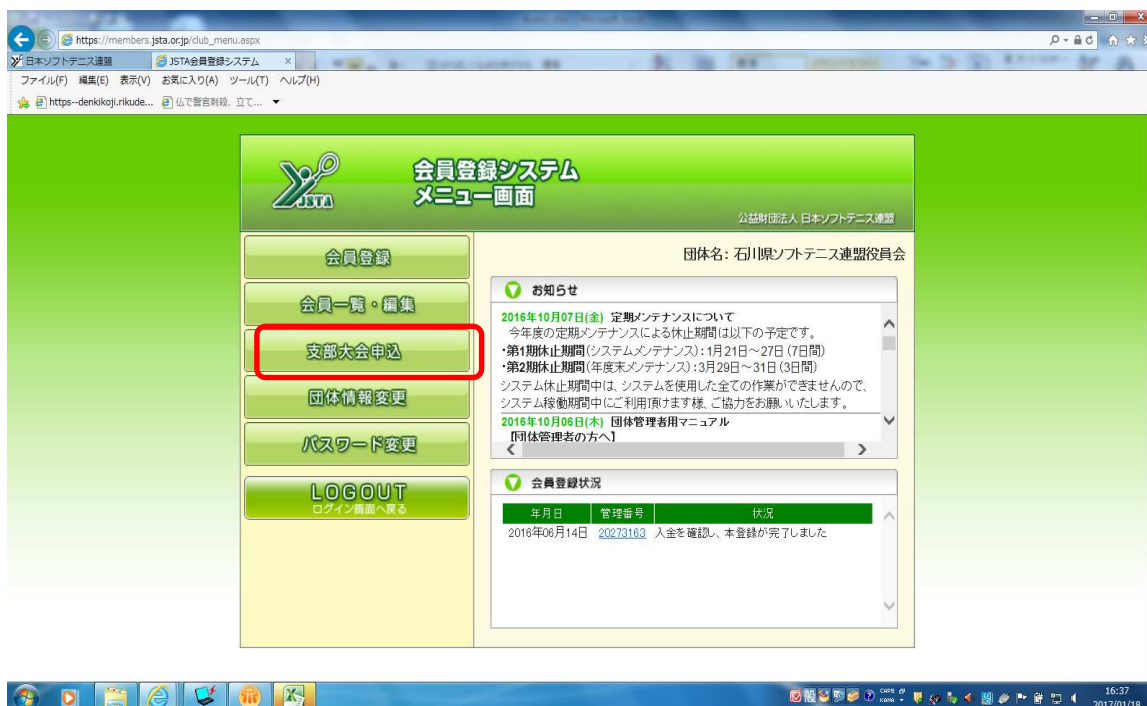 https://members.jsta.or.jp/club_menu.aspx
日本ソフトテニス連盟
JSTA会員登録システム
ファイル(F) 編集(E) 表示(V) お気に入り(A) ツール(T) ヘルプ(H)
https--denkikoji.rikude...
JSTA
会員登録システム
メニュー画面
公益財団法人 日本ソフトテニス連盟
会員登録
会員一覧・編集
支部大会申込
団体情報変更
パスワード変更
LOGOUT
ログイン画面へ戻る
団体名: 石川県ソフトテニス連盟役員会
お知らせ
2016年10月07日(金) 定期メンテナンスについて
今年度の定期メンテナンスによる休止期間は以下の予定です。
・第1期休止期間(システムメンテナンス):1月21日～27日(7日間)
・第2期休止期間(年度末メンテナンス):3月29日～31日(3日間)
システム休止期間中は、システムを使用した全ての作業ができませんので、
システム稼働期間中にご利用頂けます様、ご協力をお願いいたします。
2016年10月06日(木) 団体管理者用マニュアル
【団体管理者の方へ】
会員登録状況
年月日 管理番号 状況
2016年06月14日 20273163 入金を確認し、本登録が完了しました
般
CAPS
KANA
16:37
2017/01/18